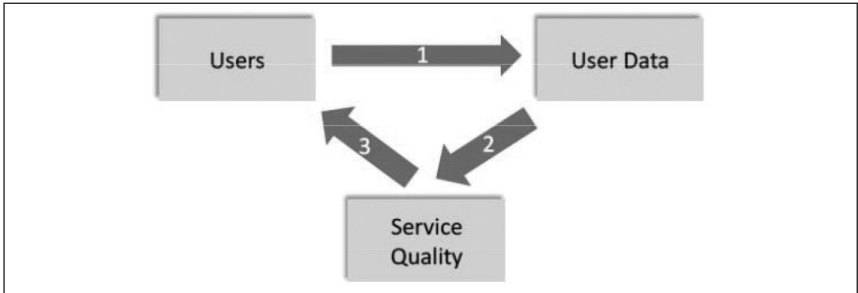 Users
1
User Data
3
2
Service
Quality